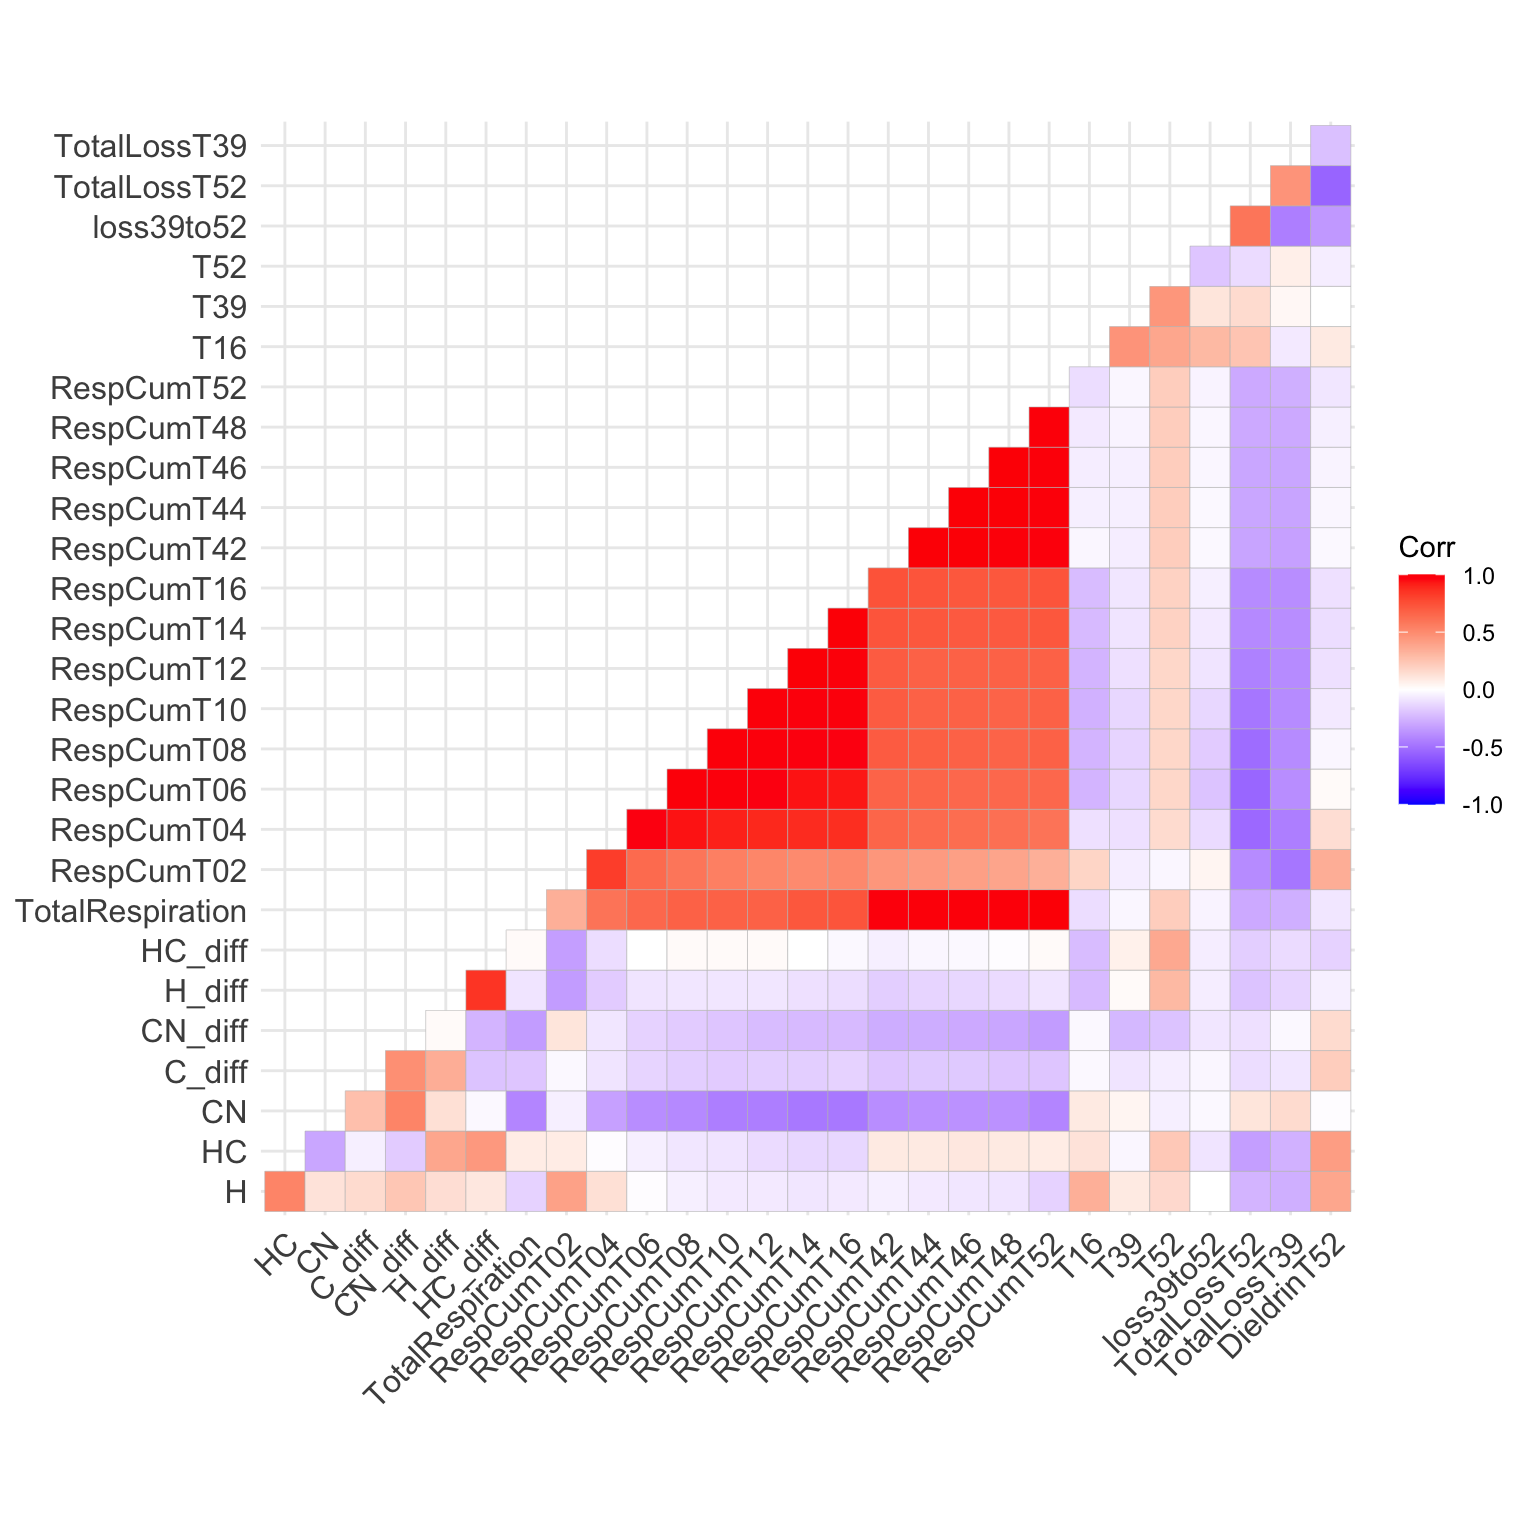 TotalLossT39
TotalLossT52
loss39to52
T52
T39
T16
RespCumT52
RespCumT48
RespCumT46
RespCumT44
RespCumT42
RespCumT16
RespCumT14
RespCumT12
RespCumT10
RespCumT08
RespCumT06
RespCumT04
RespCumT02
TotalRespiration
HC_diff
H_diff
CN_diff
C_diff
CN
HC
H
HC
CN
C_diff
CN_diff
H_diff
HC_diff
TotalRespiration
RespCumT02
RespCumT04
RespCumT06
RespCumT08
RespCumT10
RespCumT12
RespCumT14
RespCumT16
RespCumT42
RespCumT44
RespCumT46
RespCumT48
RespCumT52
T16
T39
T52
loss39to52
TotalLossT52
TotalLossT39
DieldrinT52
Corr
1.0
0.5
0.0
-0.5
-1.0